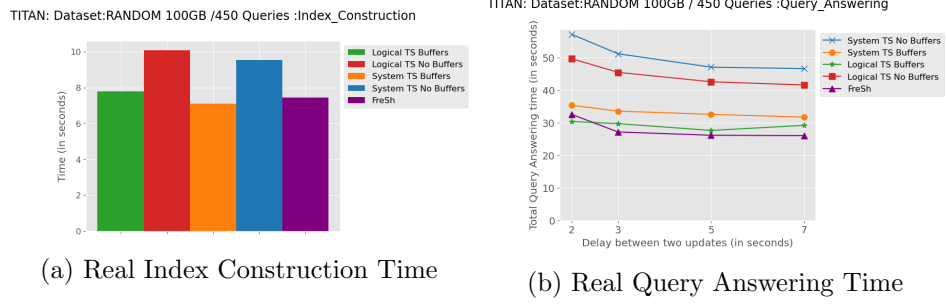 TITAN: Dataset:RANDOM 100GB /450 Queries :Index_Construction
Time (in seconds)
10
8
6
4
2
0
Logical TS Buffers
Logical TS No Buffers
System TS Buffers
System TS No Buffers
FreSh
(a) Real Index Construction Time
TITAN: Dataset:RANDOM 100GB / 450 Queries :Query_Answering
Total Query Answering time (in seconds)
50
40
30
20
10
0
2
3
5
7
Delay between two updates (in seconds)
System TS No Buffers
System TS Buffers
Logical TS Buffers
Logical TS No Buffers
FreSh
(b) Real Query Answering Time